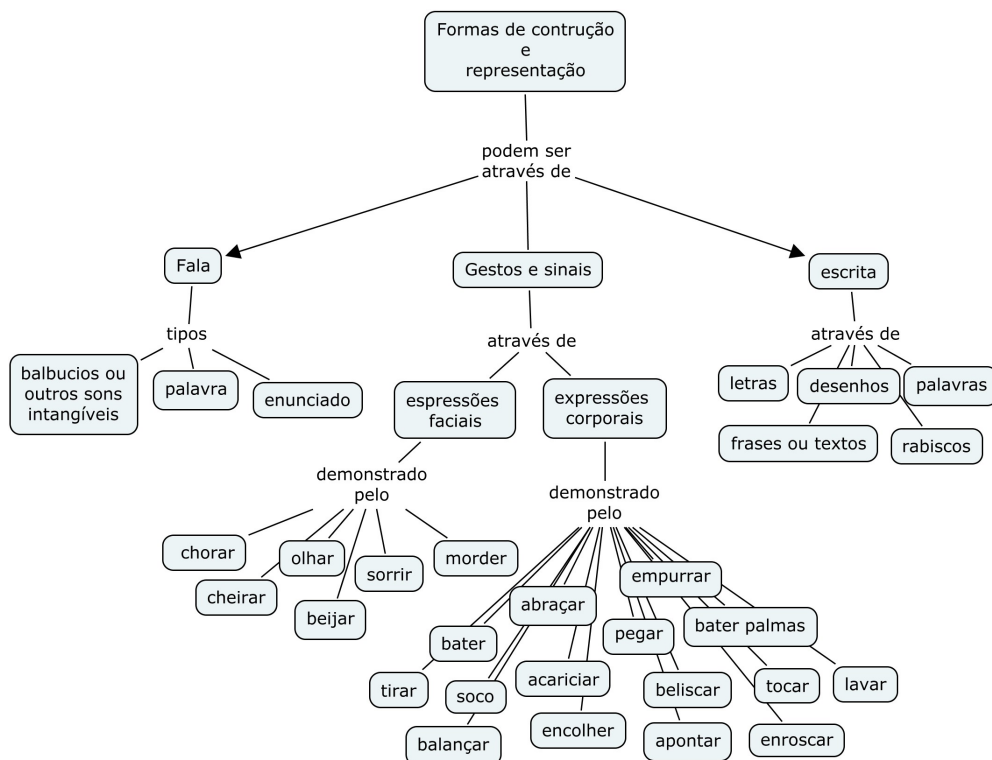 Formas de contrução
e
representação
podem ser
através de
Fala
Gestos e sinais
escrita
tipos
através de
através de
balbucios ou
outros sons
intangíveis
palavra
enunciado
espressões
faciais
expressões
corporais
letras
desenhos
palavras
frases ou textos
rabiscos
demonstrado
pelo
demonstrado
pelo
chorar
olhar
sorrir
morder
cheirar
beijar
empurrar
abraçar
bater palmas
pegar
bater
acariciar
tirar
soco
beliscar
tocar
lavar
encolher
balançar
apontar
enroscar